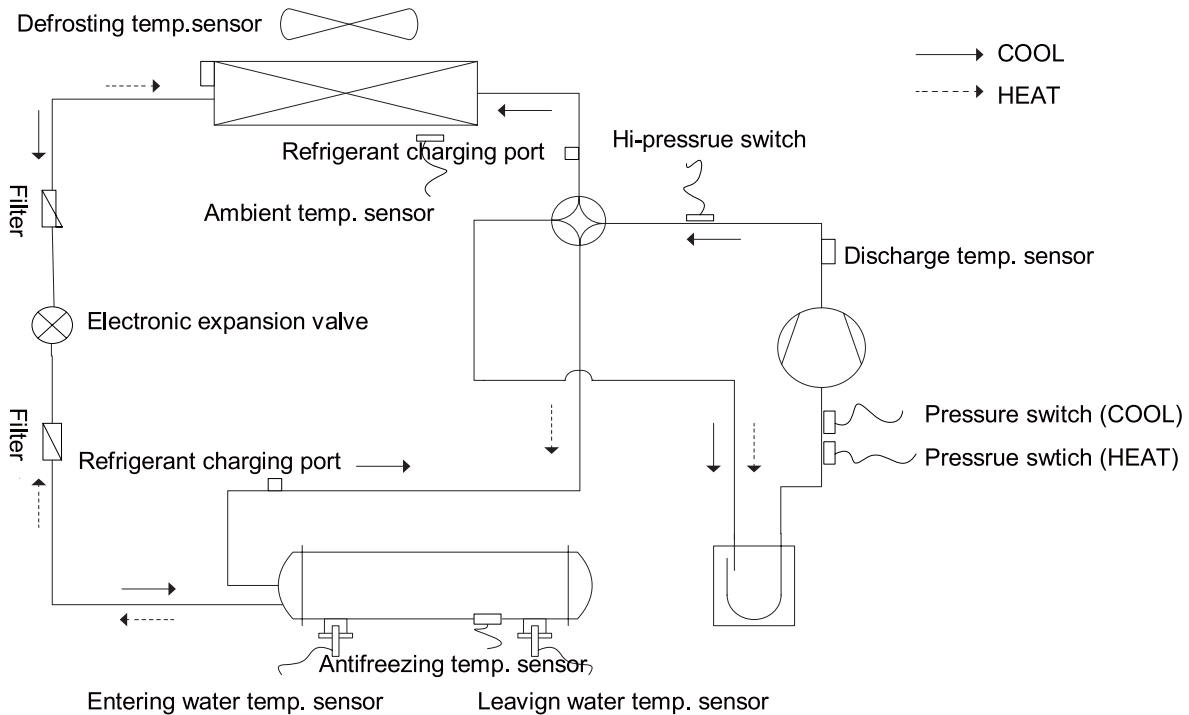 Defrosting temp.sensor
COOL
HEAT
Refrigerant charging port
Hi-pressrue switch
Ambient temp. sensor
Filter
Discharge temp. sensor
Electronic expansion valve
Pressure switch (COOL)
Filter
Refrigerant charging port
Pressrue swtich (HEAT)
Antifreezing temp. sensor
Entering water temp. sensor
Leavign water temp. sensor